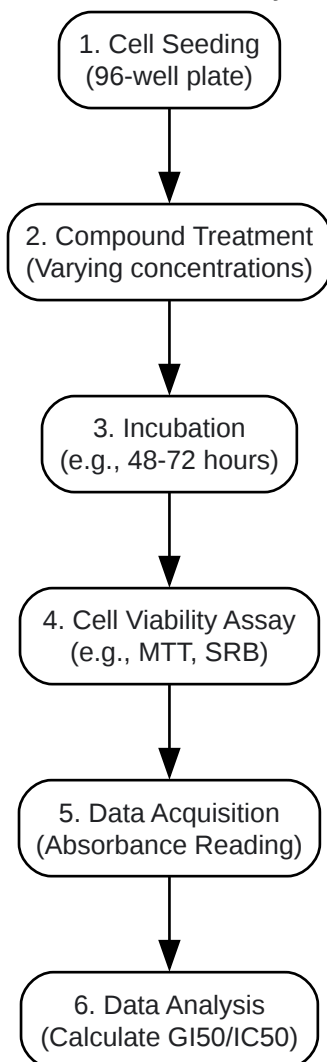 1. Cell Seeding
(96-well plate)
2. Compound Treatment
(Varying concentrations)
3. Incubation
(e.g., 48-72 hours)
4. Cell Viability Assay
(e.g., MTT, SRB)
5. Data Acquisition
(Absorbance Reading)
6. Data Analysis
(Calculate GI50/IC50)